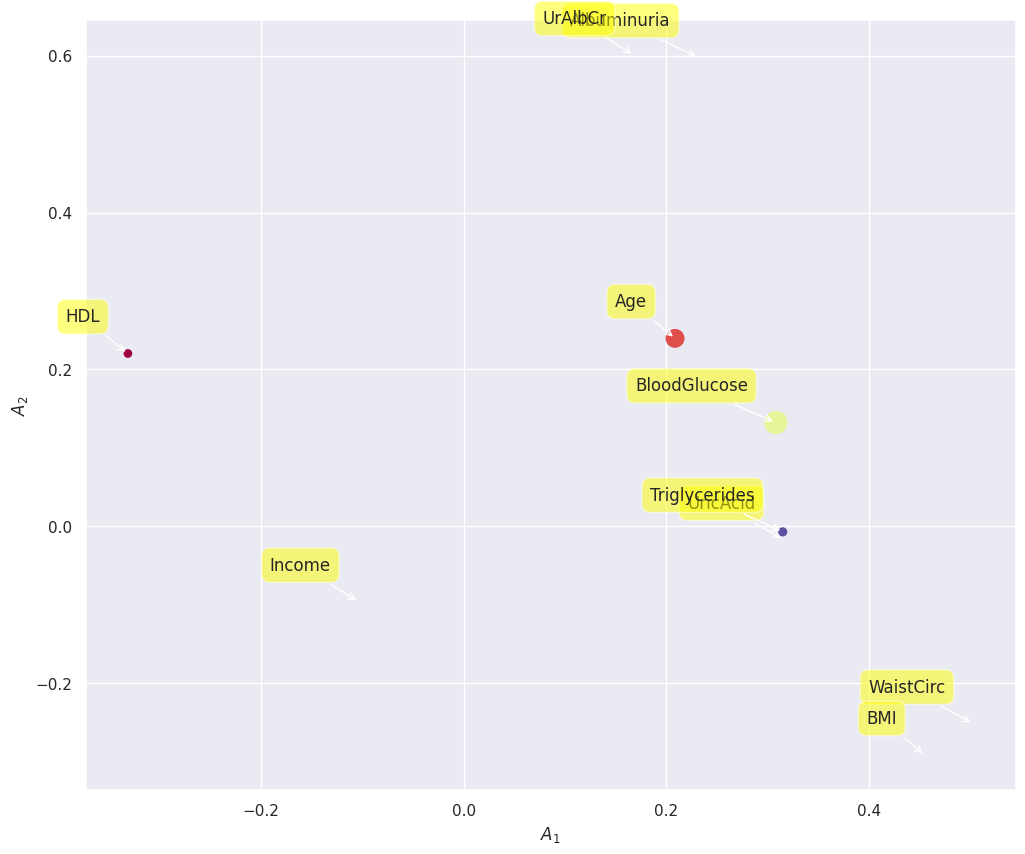 UrAlbCr
Albuminuria
0.6
0.4
Age
HDL
0.2
BloodGlucose
Triglycerides
UricAcid
0.0
Income
−0.2
WaistCirc
BMI
−0.2
0.0
0.2
0.4
A1
A2